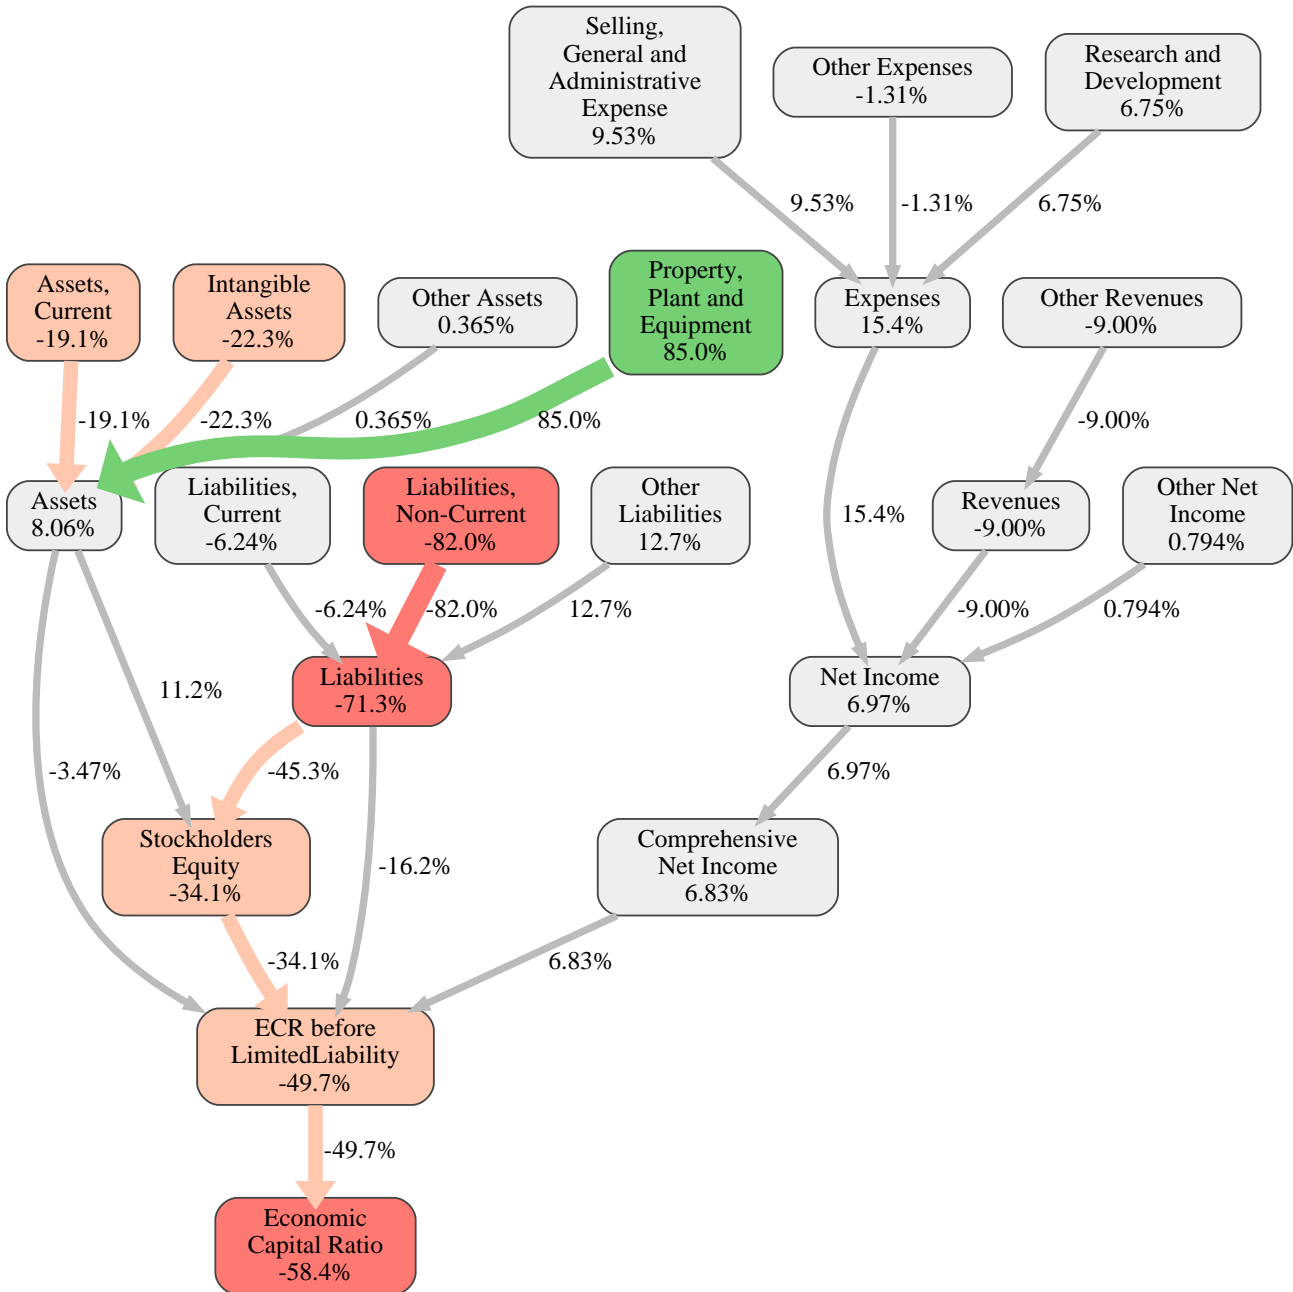 Selling,
General and
Administrative
Expense
9.53%
Other Expenses
-1.31%
Research and
Development
6.75%
9.53%
-1.31%
6.75%
Assets,
Current
-19.1%
Intangible
Assets
-22.3%
Other Assets
0.365%
Property,
Plant and
Equipment
85.0%
Expenses
15.4%
Other Revenues
-9.00%
-19.1%
-22.3%
0.365%
85.0%
-9.00%
Assets
8.06%
Liabilities,
Current
-6.24%
Liabilities,
Non-Current
-82.0%
Other
Liabilities
12.7%
15.4%
Revenues
-9.00%
Other Net
Income
0.794%
-6.24%
-82.0%
12.7%
-9.00%
0.794%
Liabilities
-71.3%
Net Income
6.97%
11.2%
-3.47%
-45.3%
6.97%
Stockholders
Equity
-34.1%
-16.2%
Comprehensive
Net Income
6.83%
-34.1%
6.83%
ECR before
LimitedLiability
-49.7%
-49.7%
Economic
Capital Ratio
-58.4%